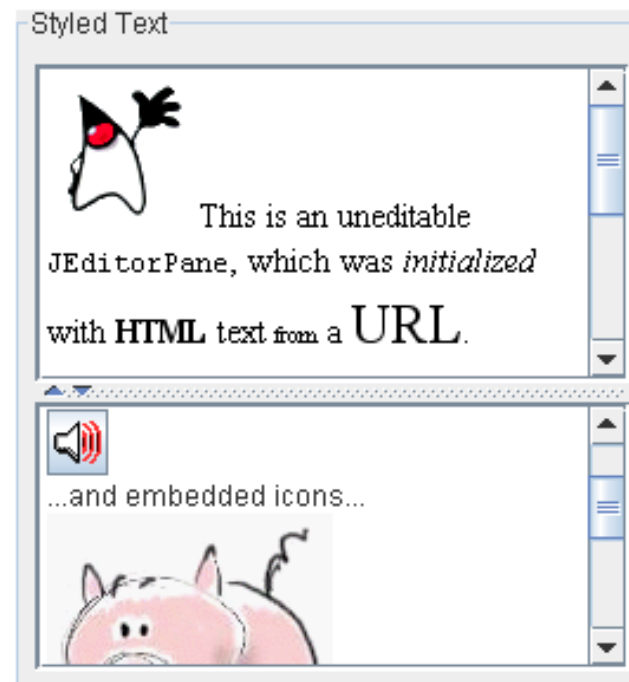 Styled Text
This is an uneditable
JEditorPane, which was initialized
with HTML text from a URL.
...and embedded icons...